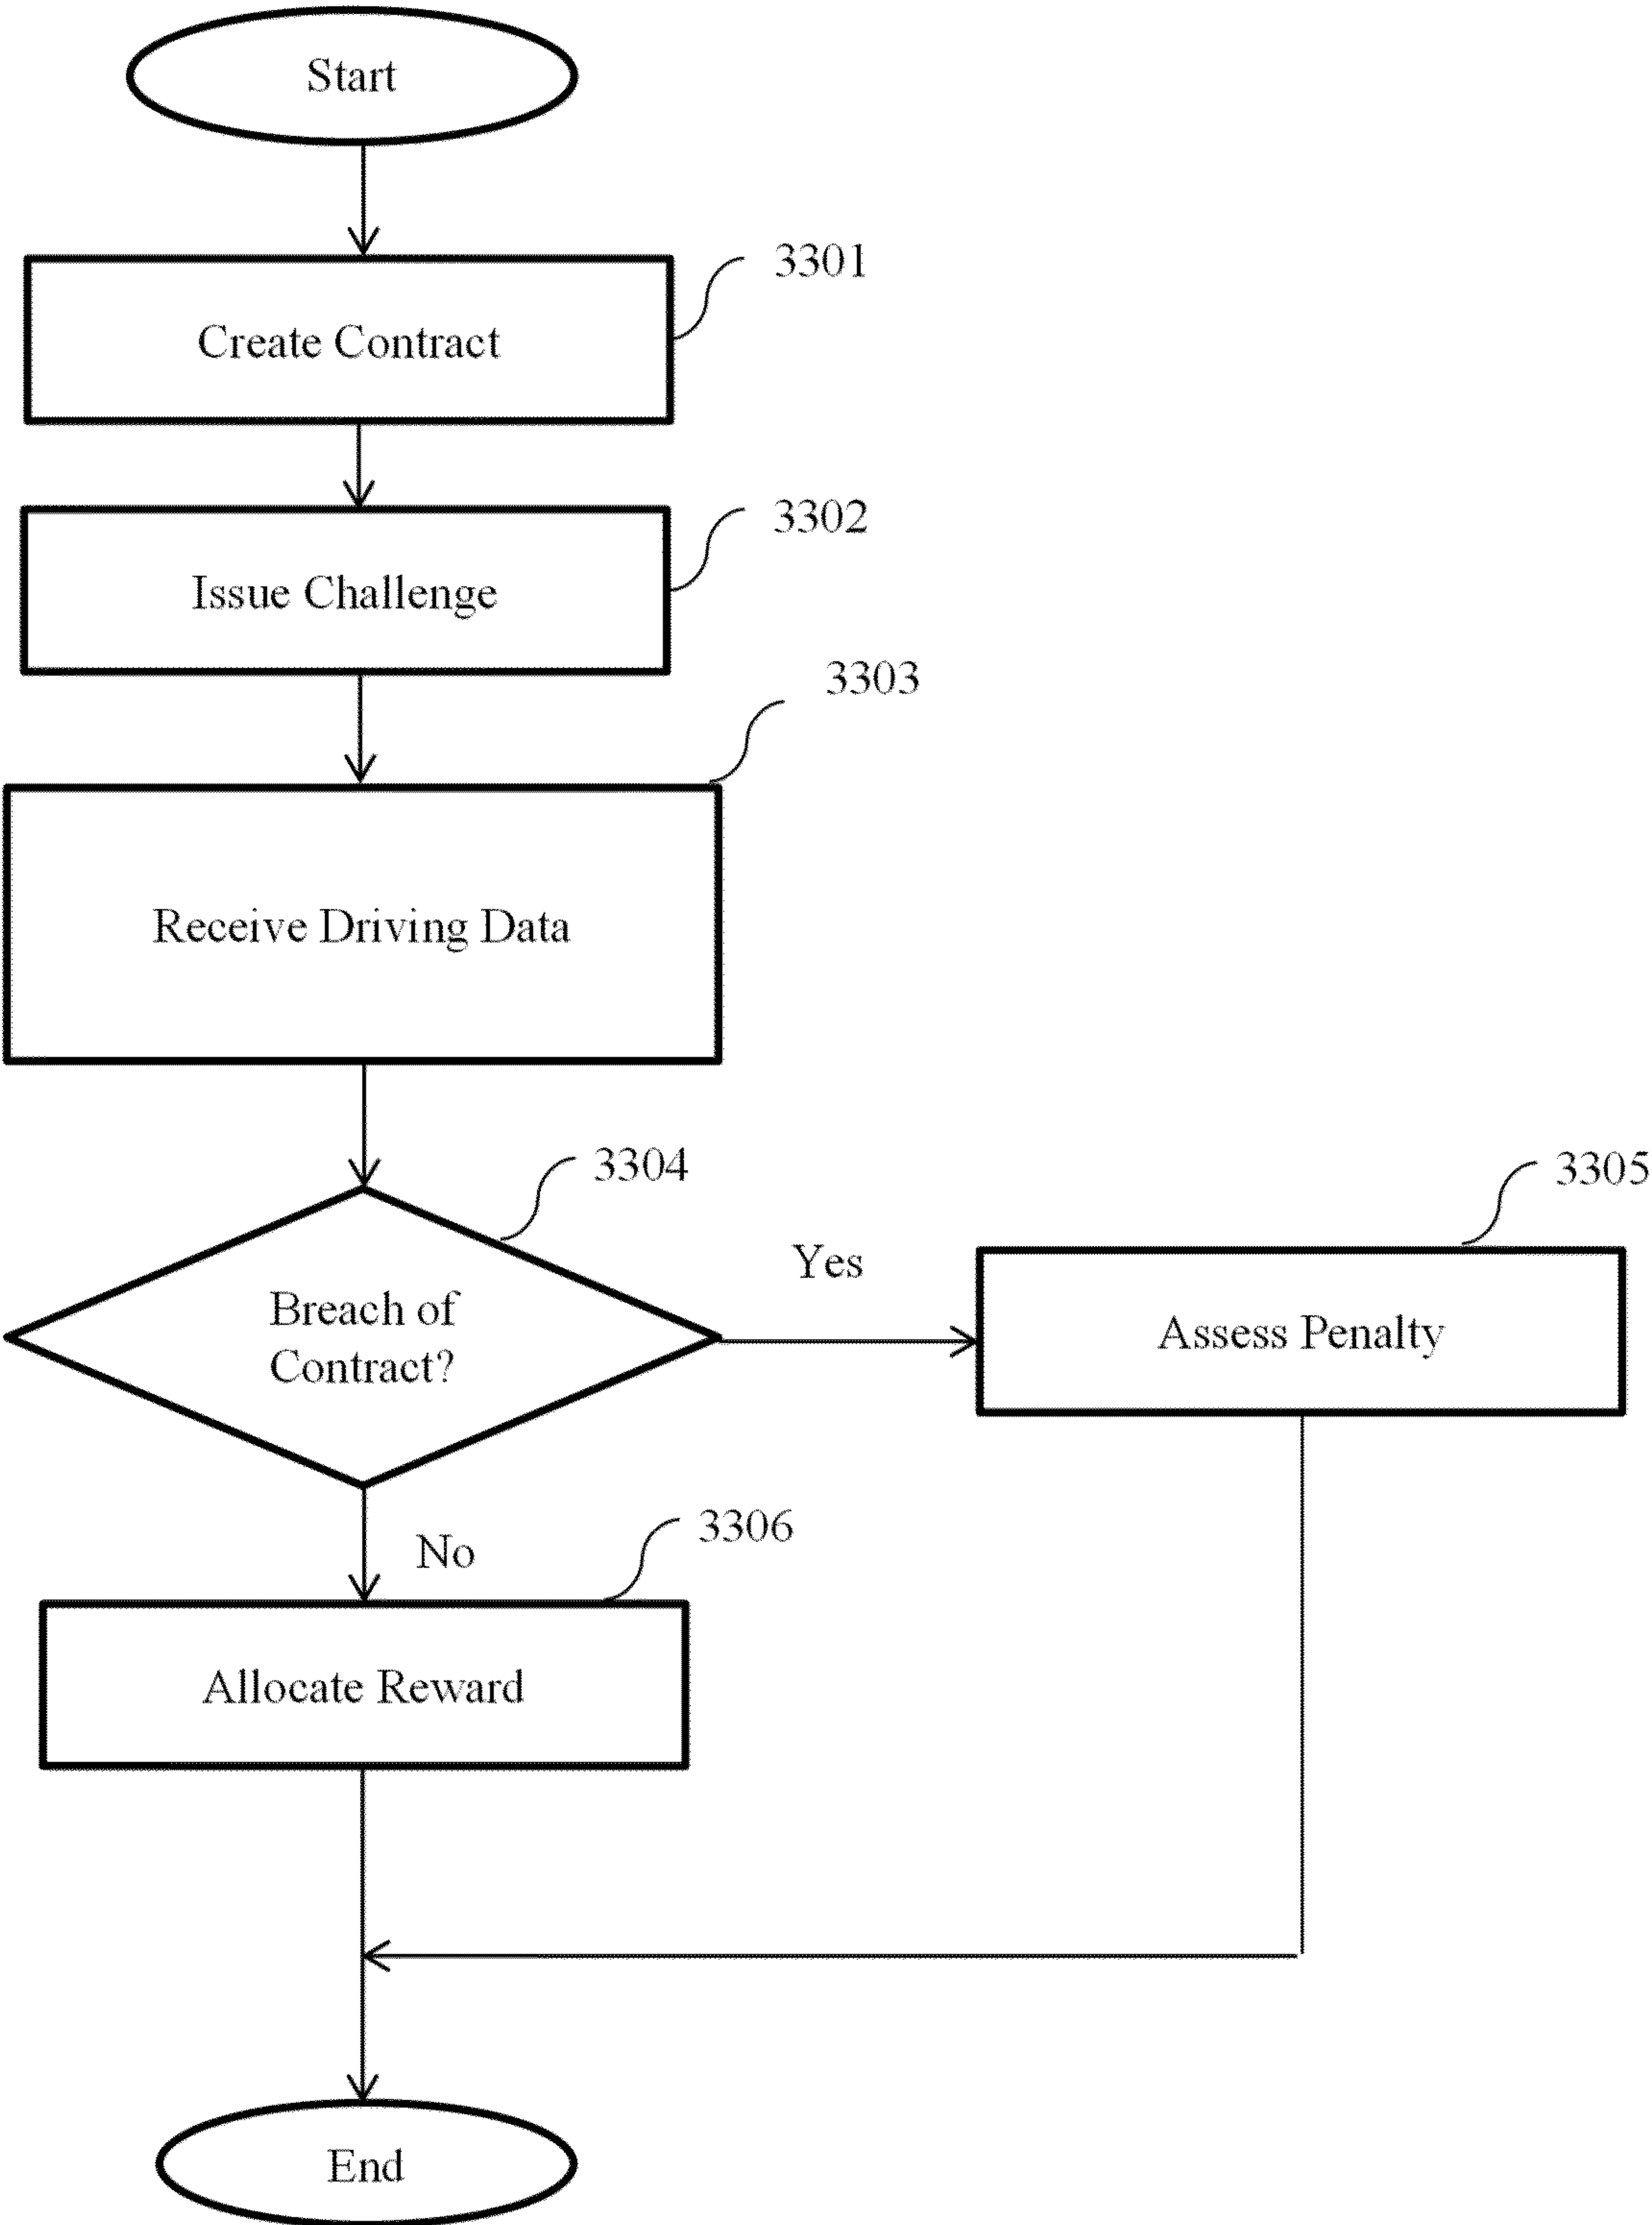 Start
3301
Create Contract
3302
Issue Challenge
3303
Receive Driving Data
3304
3305
Yes
Breach of
Contract?
Assess Penalty
3306
No
Allocate Reward
End